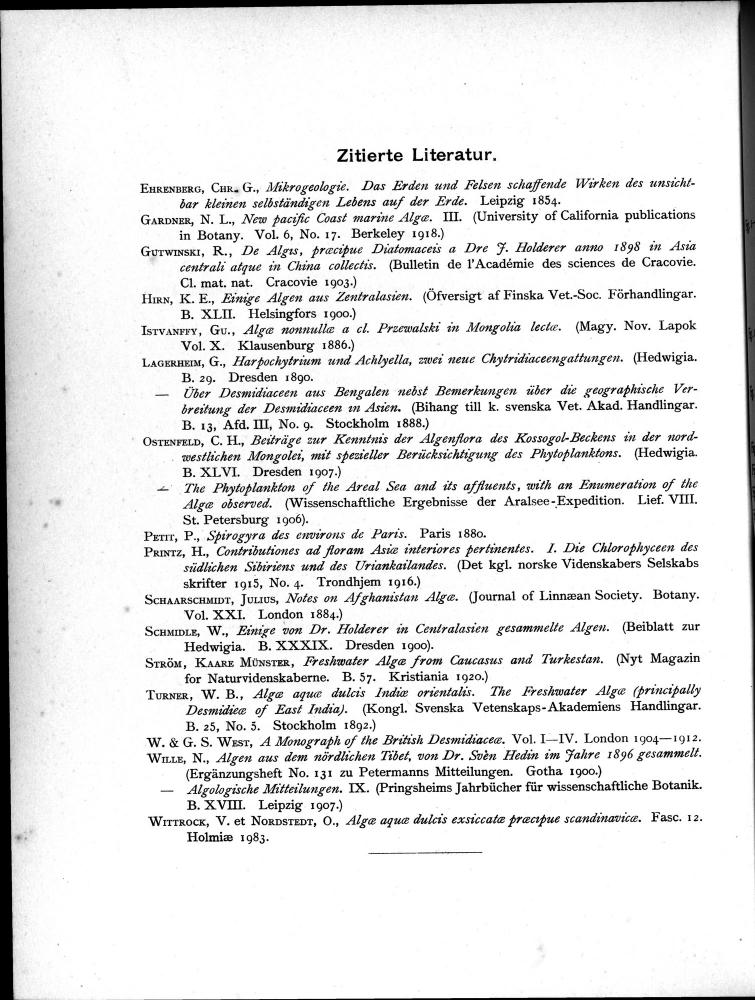 Zitierte Literatur.
EHRENBERG, CHR. G., Mikrogeologie. Das Erden und Felsen schaffende Wirken des unsicht-
bar kleinen selbständigen Lebens auf der Erde. Leipzig 1854.
GARDNER, N. L., New pacific Coast marine Algæ. III. (University of California publications
in Botany. Vol. 6, No. 17. Berkeley 1918.)
GUTWINSKI, R., De Algis, præcipue Diatomaceis a Dre J. Holderer anno 1898 in Asia
centrali atque in China collectis. (Bulletin de l'Académie des sciences de Cracovie.
Cl. mat. nat. Cracovie 1903.)
HIRN, K. E., Einige Algen aus Zentralasien. (Öfversigt af Finska Vet.-Soc. Förhandlingar.
B. XLII. Helsingfors 1900.)
ISTVANFFY, GU., Algæ nonnullæ a cl. Przewalski in Mongolia lectæ. (Magy. Nov. Lapok
Vol. X. Klausenburg 1886.)
LAGERHEIM, G., Harpochytrium und Achlyella, zwei neue Chytridiaceengattungen. (Hedwigia.
B. 29. Dresden 1890.
— Über Desmidiaceen aus Bengalen nebst Bemerkungen über die geographische Ver-
breitung der Desmidiaceen in Asien. (Bihang till k. svenska Vet. Akad. Handlingar.
B. 13, Afd. III, No. 9. Stockholm 1888.)
OSTENFELD, C. H., Beiträge zur Kenntnis der Algenflora des Kossogol-Beckens in der nord-
westlichen Mongolei, mit spezieller Berücksichtigung des Phytoplanktons. (Hedwigia.
B. XLVI. Dresden 1907.)
— The Phytoplankton of the Areal Sea and its affluents, with an Enumeration of the
Algæ observed. (Wissenschaftliche Ergebnisse der Aralsee-Expedition. Lief. VIII.
St. Petersburg 1906).
PETIT, P., Spirogyra des environs de Paris. Paris 1880.
PRINTZ, H., Contributiones ad floram Asiæ interiores pertinentes. I. Die Chlorophyceen des
südlichen Sibiriens und des Uriankailandes. (Det kgl. norske Videnskabers Selskabs
skrifter 1915, No. 4. Trondhjem 1916.)
SCHAARSCHMIDT, JULIUS, Notes on Afghanistan Algæ. (Journal of Linnæan Society. Botany.
Vol. XXI. London 1884.)
SCHMIDLE, W., Einige von Dr. Holderer in Centralasien gesammelte Algen. (Beiblatt zur
Hedwigia. B. XXXIX. Dresden 1900).
STRÖM, KAARE MÜNSTER, Freshwater Algæ from Caucasus and Turkestan. (Nyt Magazin
for Naturvidenskaberne. B. 57. Kristiania 1920.)
TURNER, W. B., Algæ aquæ dulcis Indiæ orientalis. The Freshwater Algæ (principally
Desmidieæ of East India). (Kongl. Svenska Vetenskaps-Akademiens Handlingar.
B. 25, No. 5. Stockholm 1892.)
W. & G. S. WEST, A Monograph of the British Desmidiaceæ. Vol. I—IV. London 1904—1912.
WILLE, N., Algen aus dem nördlichen Tibet, von Dr. Svèn Hedin im Jahre 1896 gesammelt.
(Ergänzungsheft No. 131 zu Petermanns Mitteilungen. Gotha 1900.)
— Algologische Mitteilungen. IX. (Pringsheims Jahrbücher für wissenschaftliche Botanik.
B. XVIII. Leipzig 1907.)
WITTROCK, V. et NORDSTEDT, O., Algæ aquæ dulcis exsiccatæ præcipue scandinavicæ. Fasc. 12.
Holmiæ 1983.